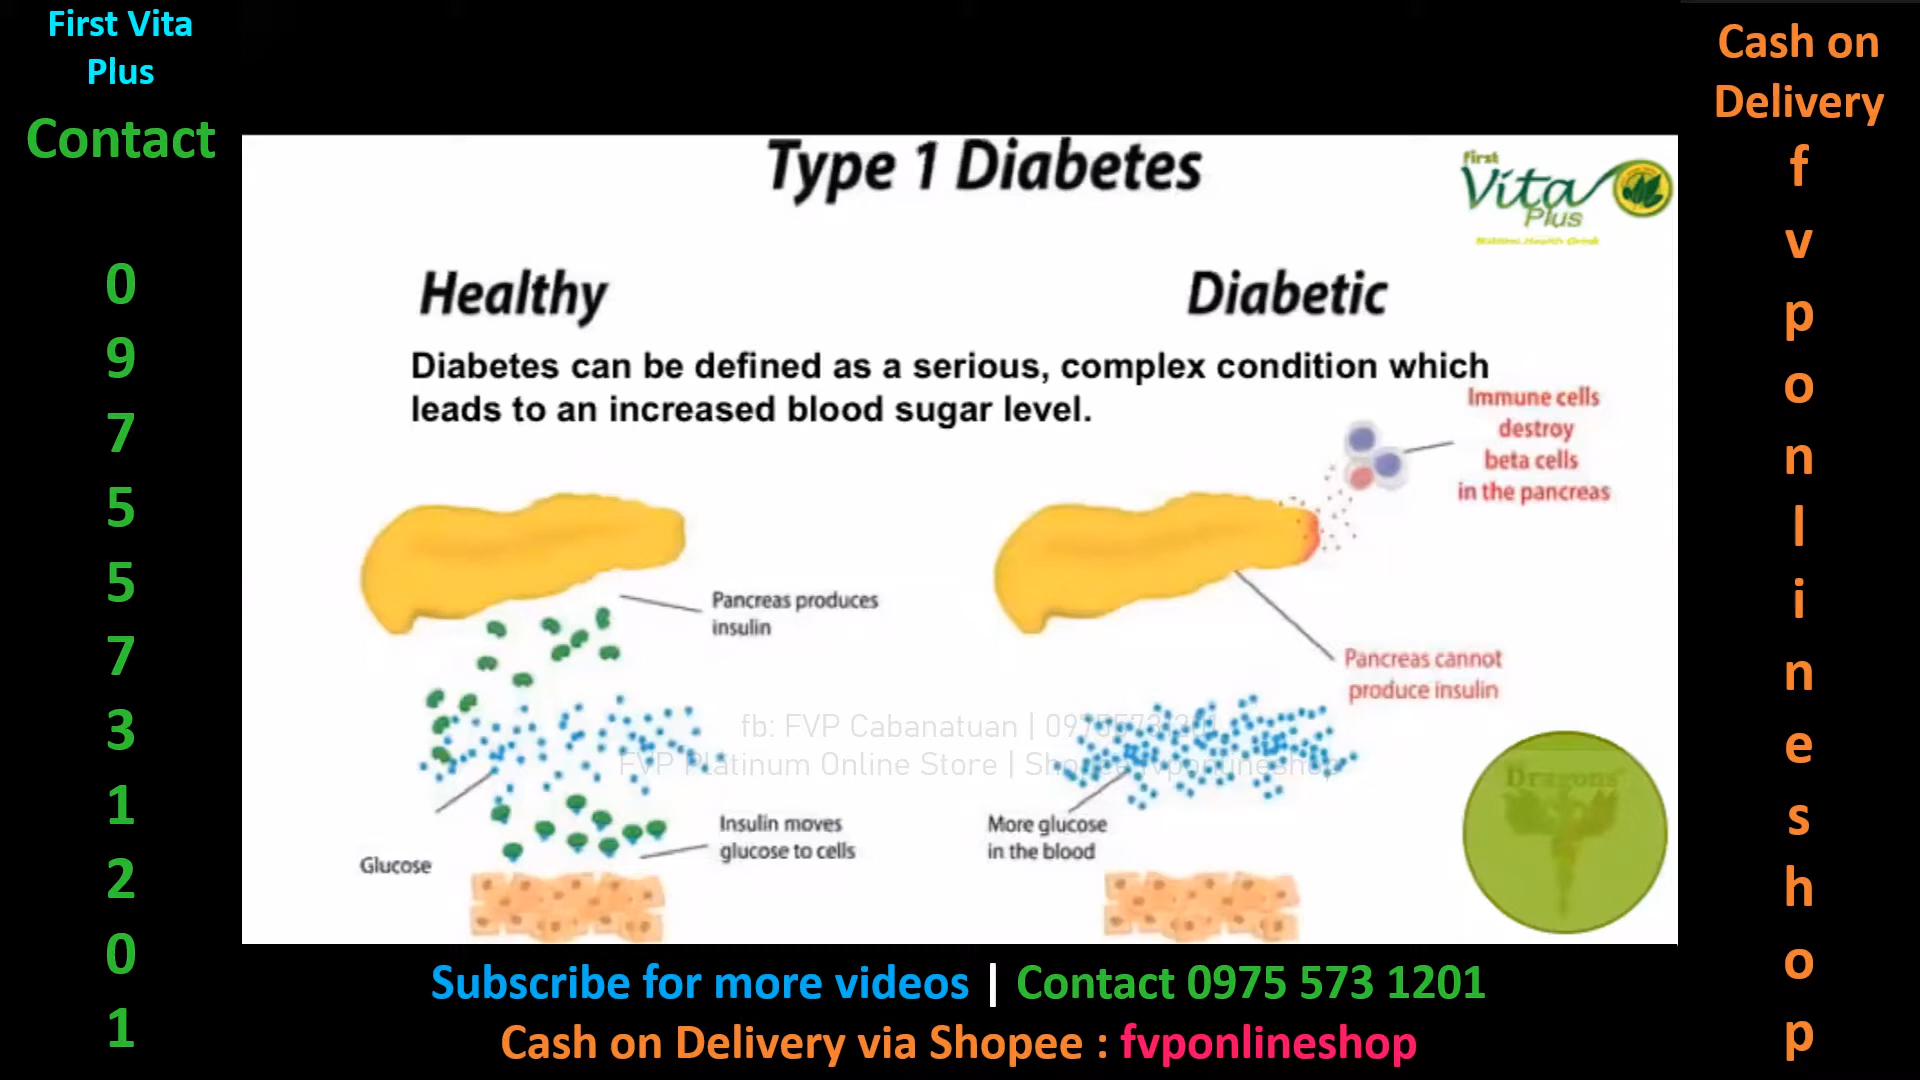 First Vita
Plus
Contact
0
9
7
5
5
7
3
1
2
0
1
Type 1 Diabetes
first
Vita
Plus
Healthy
Diabetic
Diabetes can be defined as a serious, complex condition which
leads to an increased blood sugar level.
Immune cells
destroy
beta cells
in the pancreas
Pancreas produces
insulin
Pancreas cannot
produce insulin
fb: FVP Cabanatuan |
FVP Platinum Online Store | Shopee fvponlineshop
Glucose
Insulin moves
glucose to cells
More glucose
in the blood
Dragons
Cash on
Delivery
f
v
p
o
n
l
i
n
e
s
h
o
p
Subscribe for more videos | Contact 0975 573 1201
Cash on Delivery via Shopee : fvponlineshop